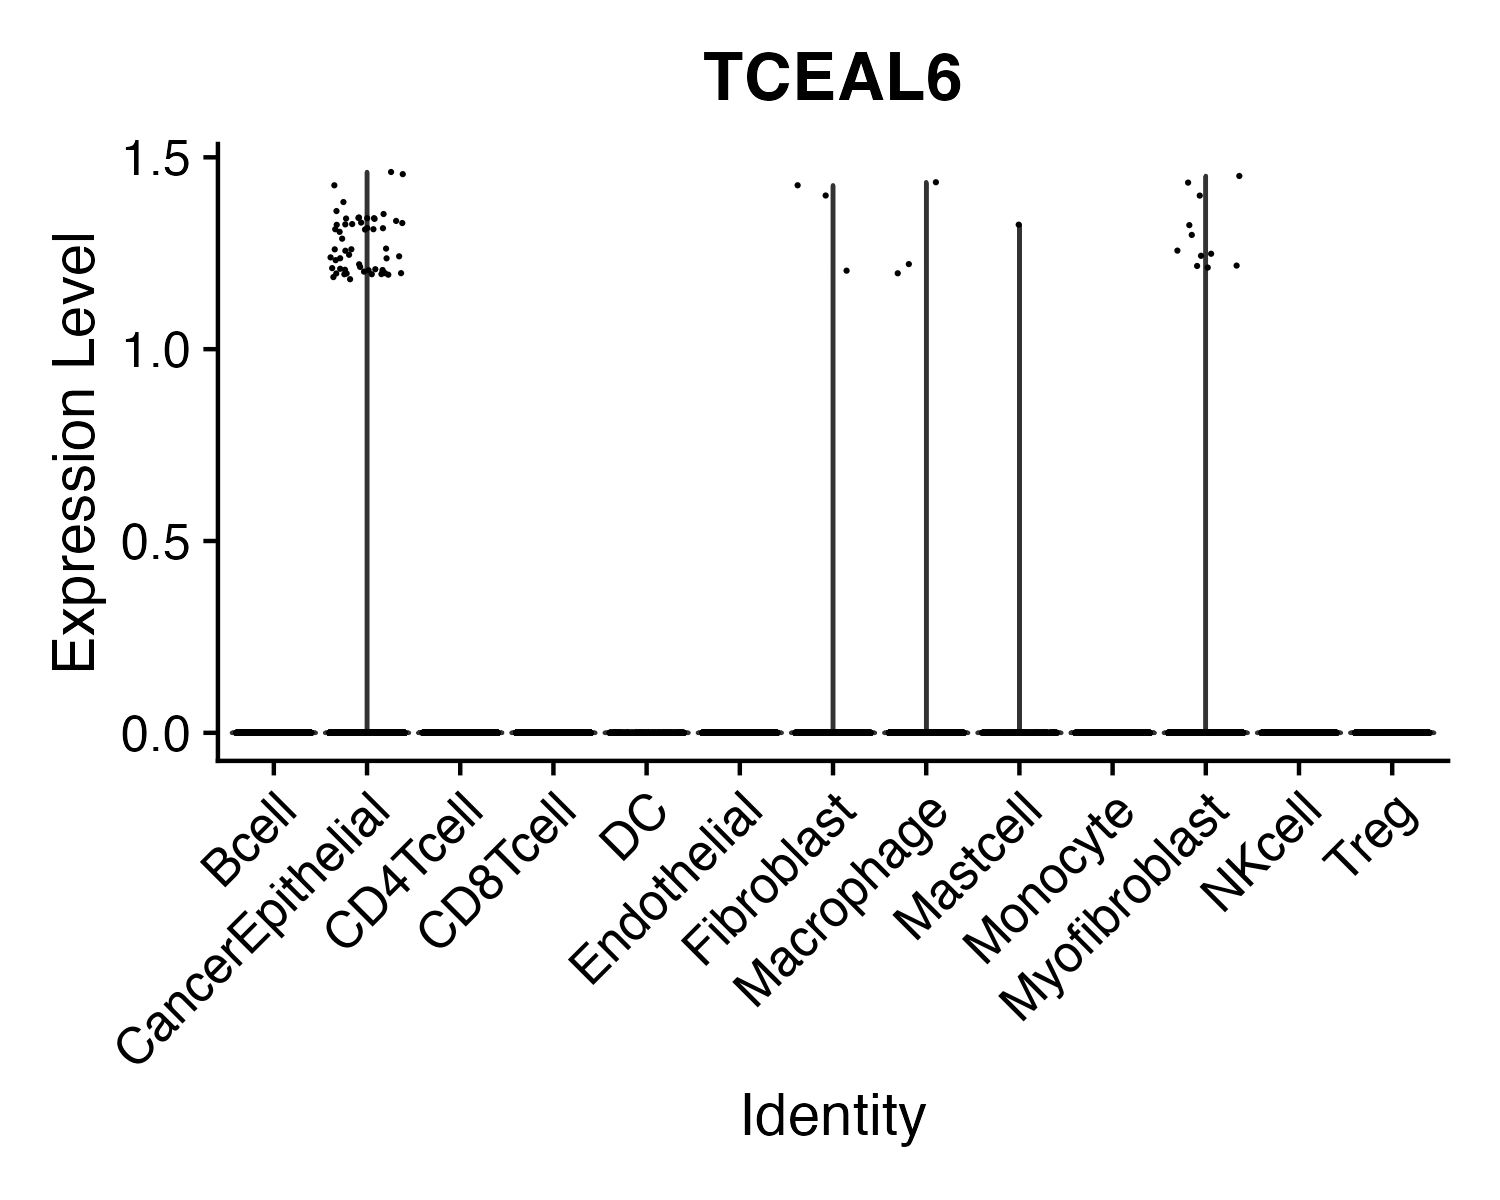 TCEAL6
Expression Level
1.5
1.0
0.5
0.0
Bcell
CancerEpithelial
CD4Tcell
CD8Tcell
DC
Endothelial
Fibroblast
Macrophage
Mastcell
Monocyte
Myofibroblast
NKcell
Treg
Identity